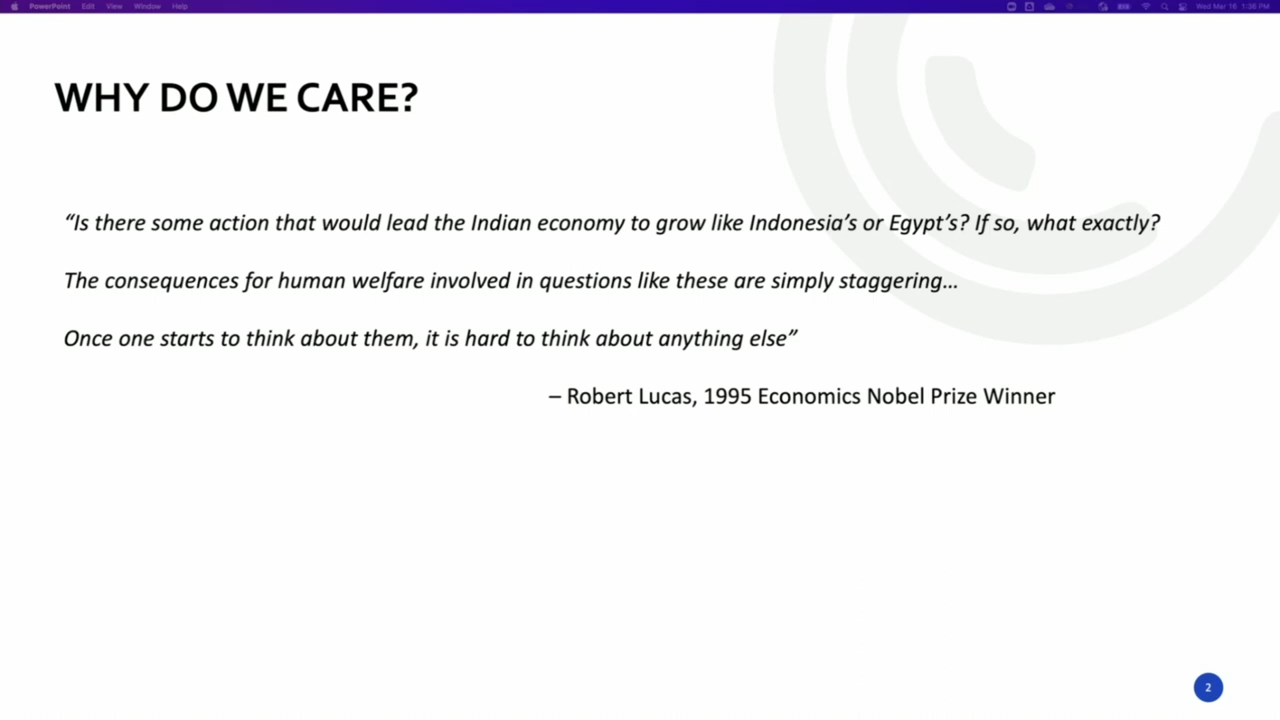 PowerPoint Edit View Window Help Wed Mar 16 1:36 PM
WHY DO WE CARE?
“Is there some action that would lead the Indian economy to grow like Indonesia’s or Egypt’s? If so, what exactly?
The consequences for human welfare involved in questions like these are simply staggering…
Once one starts to think about them, it is hard to think about anything else”
– Robert Lucas, 1995 Economics Nobel Prize Winner
2